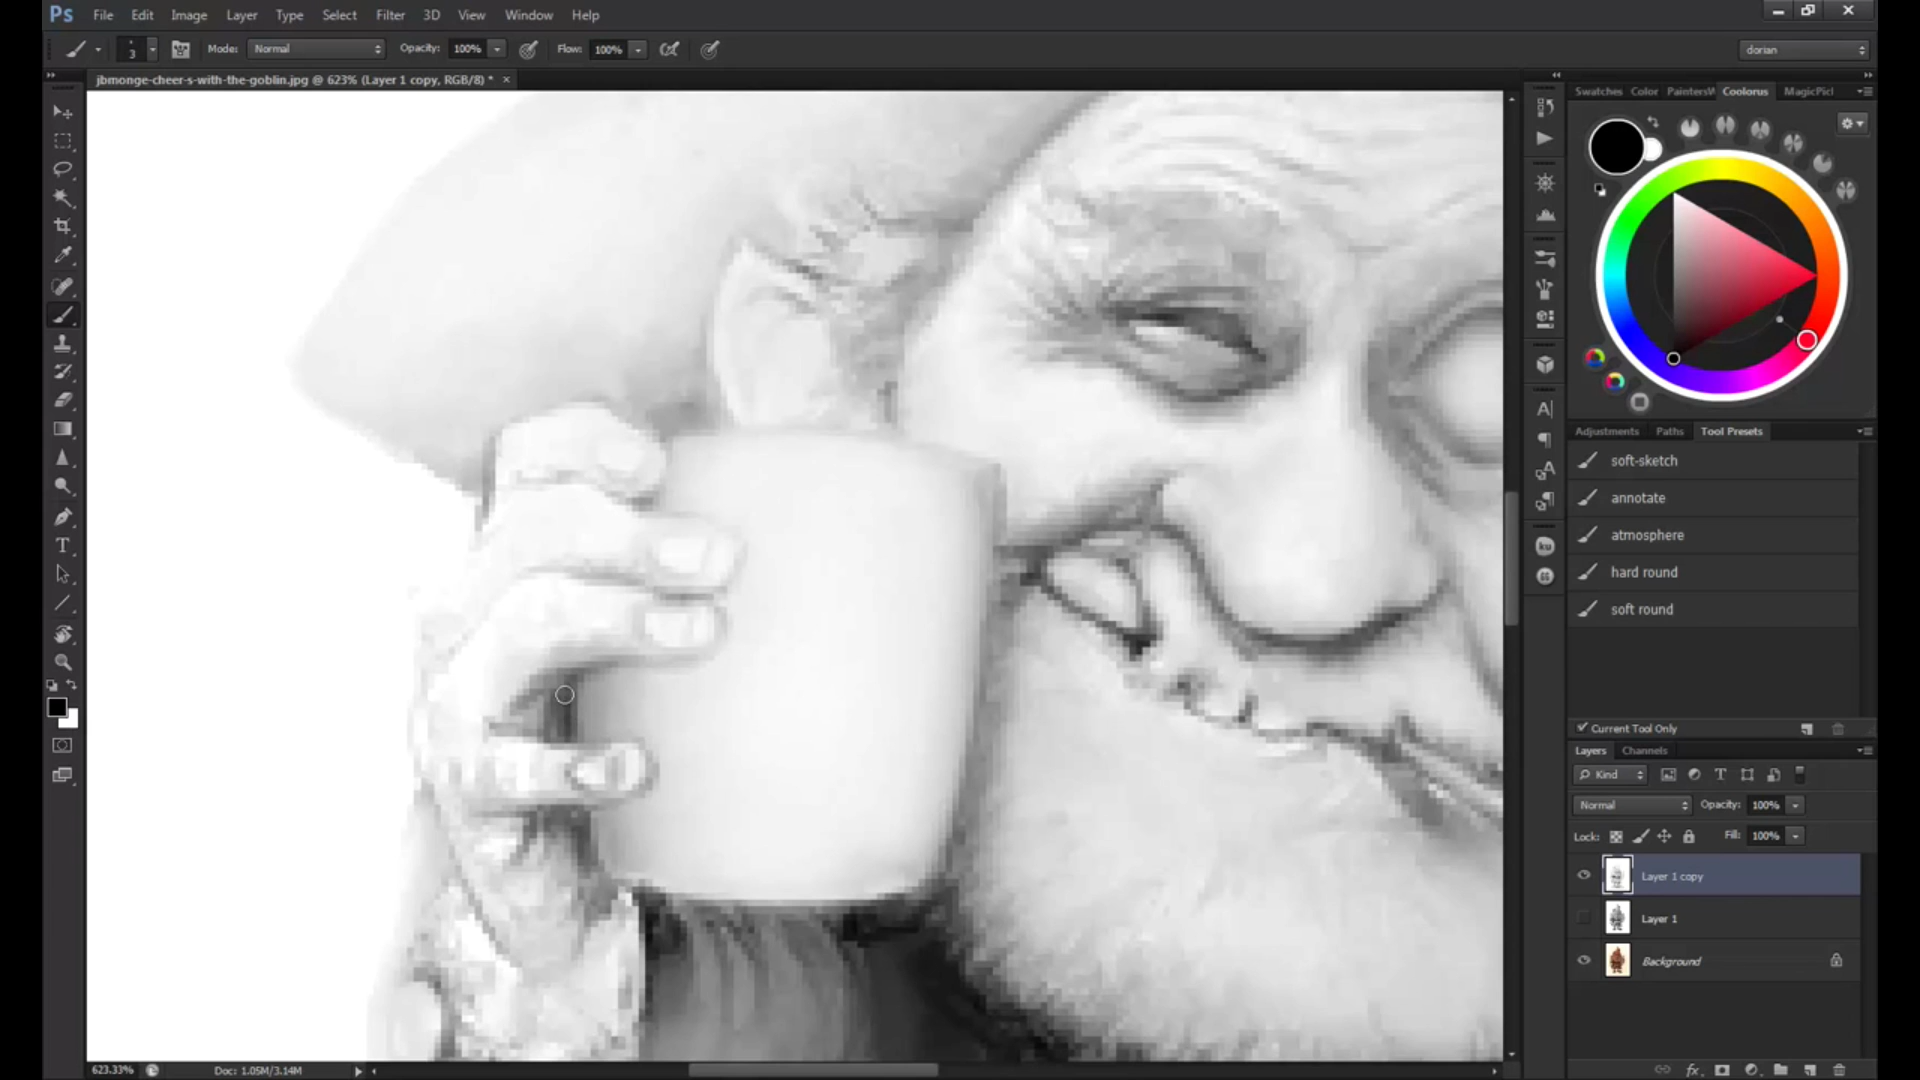 Ps File Edit Image Layer Type Select Filter 3D View Window Help
3 Mode: Normal Opacity: 100% Flow: 100% dorian
jbmonge-cheer-s-with-the-goblin.jpg @ 623% (Layer 1 copy, RGB/8) * ×
Swatches Color PaintersW Coolorus MagicPicl
Adjustments Paths Tool Presets
soft-sketch
annotate
atmosphere
hard round
soft round
Current Tool Only
Layers Channels
Kind
Normal Opacity: 100%
Lock: Fill: 100%
Layer 1 copy
Layer 1
Background
623.33% Doc: 1.05M/3.14M